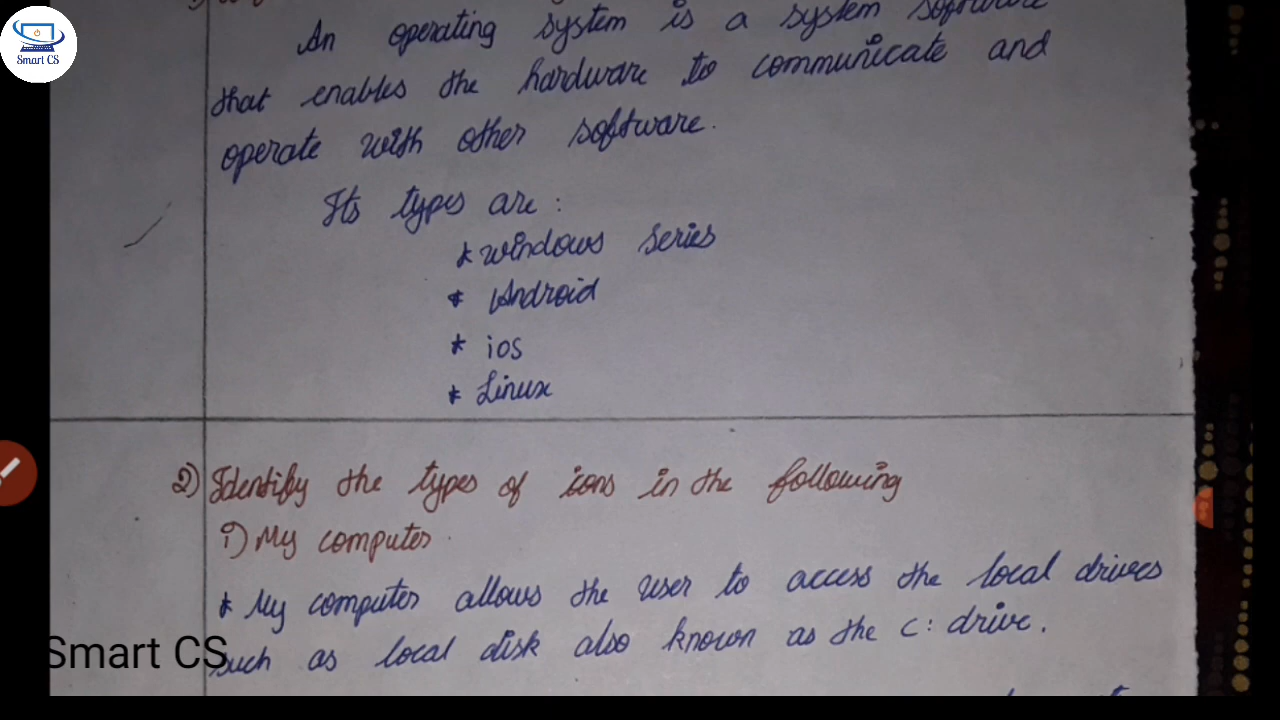 Smart CS
An operating system is a system software
that enables the hardware to communicate and
operate with other software.
Its types are :
* Windows series
* Android
* ios
* Linux
2) Identify the types of icons in the following
i) My computer
* My computer allows the user to access the local drives
such as local disk also known as the C: drive.
Smart CS